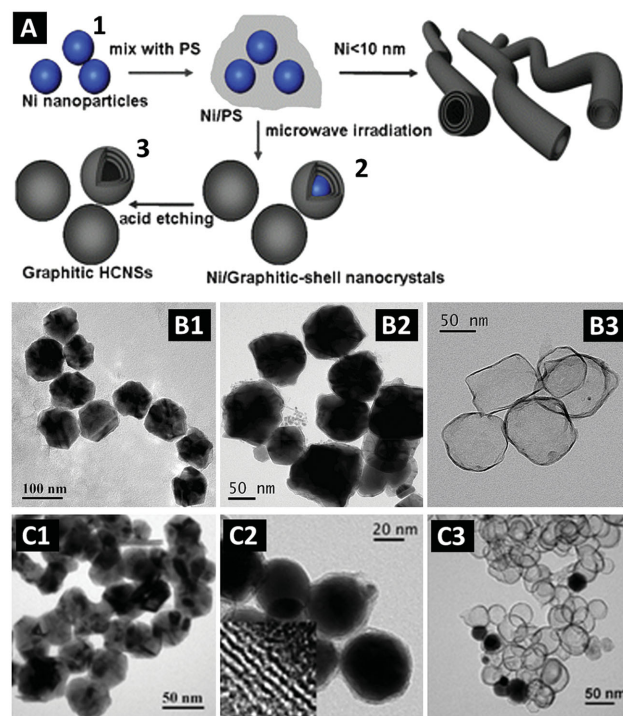 A
1
mix with PS
Ni<10 nm
Ni nanoparticles
Ni/PS
microwave irradiation
3
2
acid etching
Graphitic HCNSs
Ni/Graphitic-shell nanocrystals
B1
100 nm
B2
50 nm
B3
50 nm
C1
50 nm
C2
20 nm
C3
50 nm